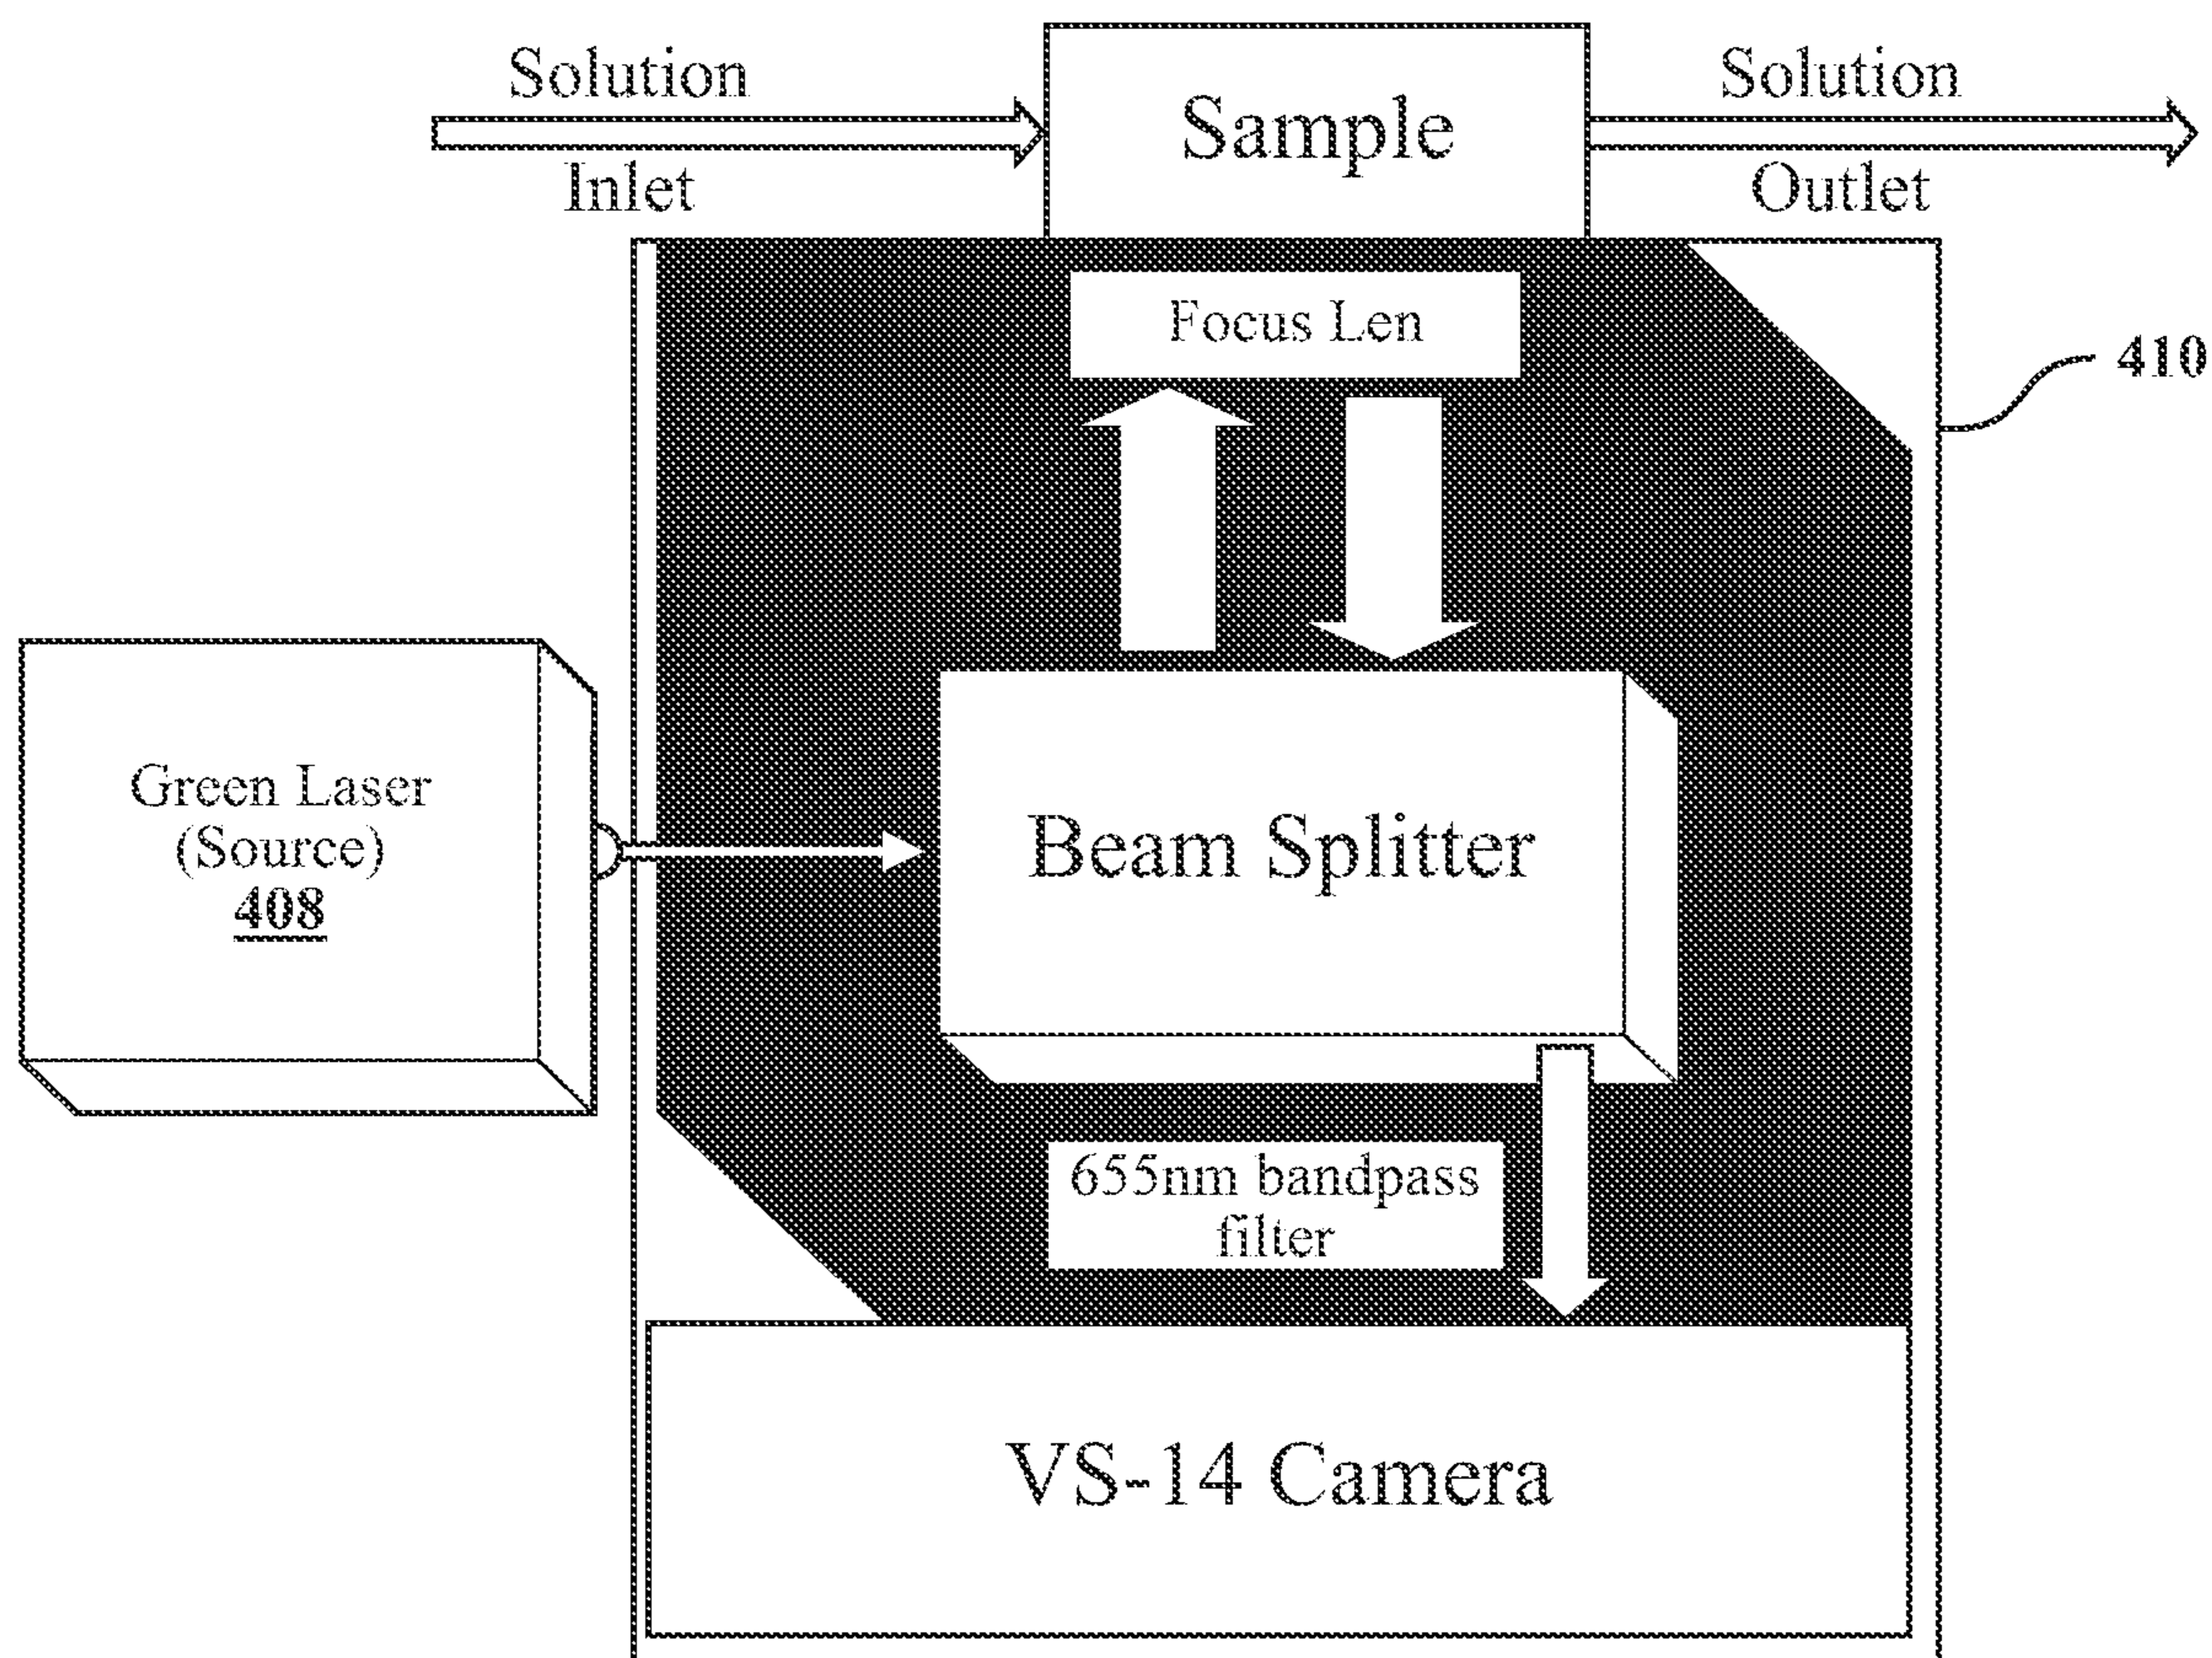 Solution
Inlet
Sample
Solution
Outlet
Focus Len
410
Green Laser
(Source)
408
Beam Splitter
655nm bandpass
filter
VS-14 Camera